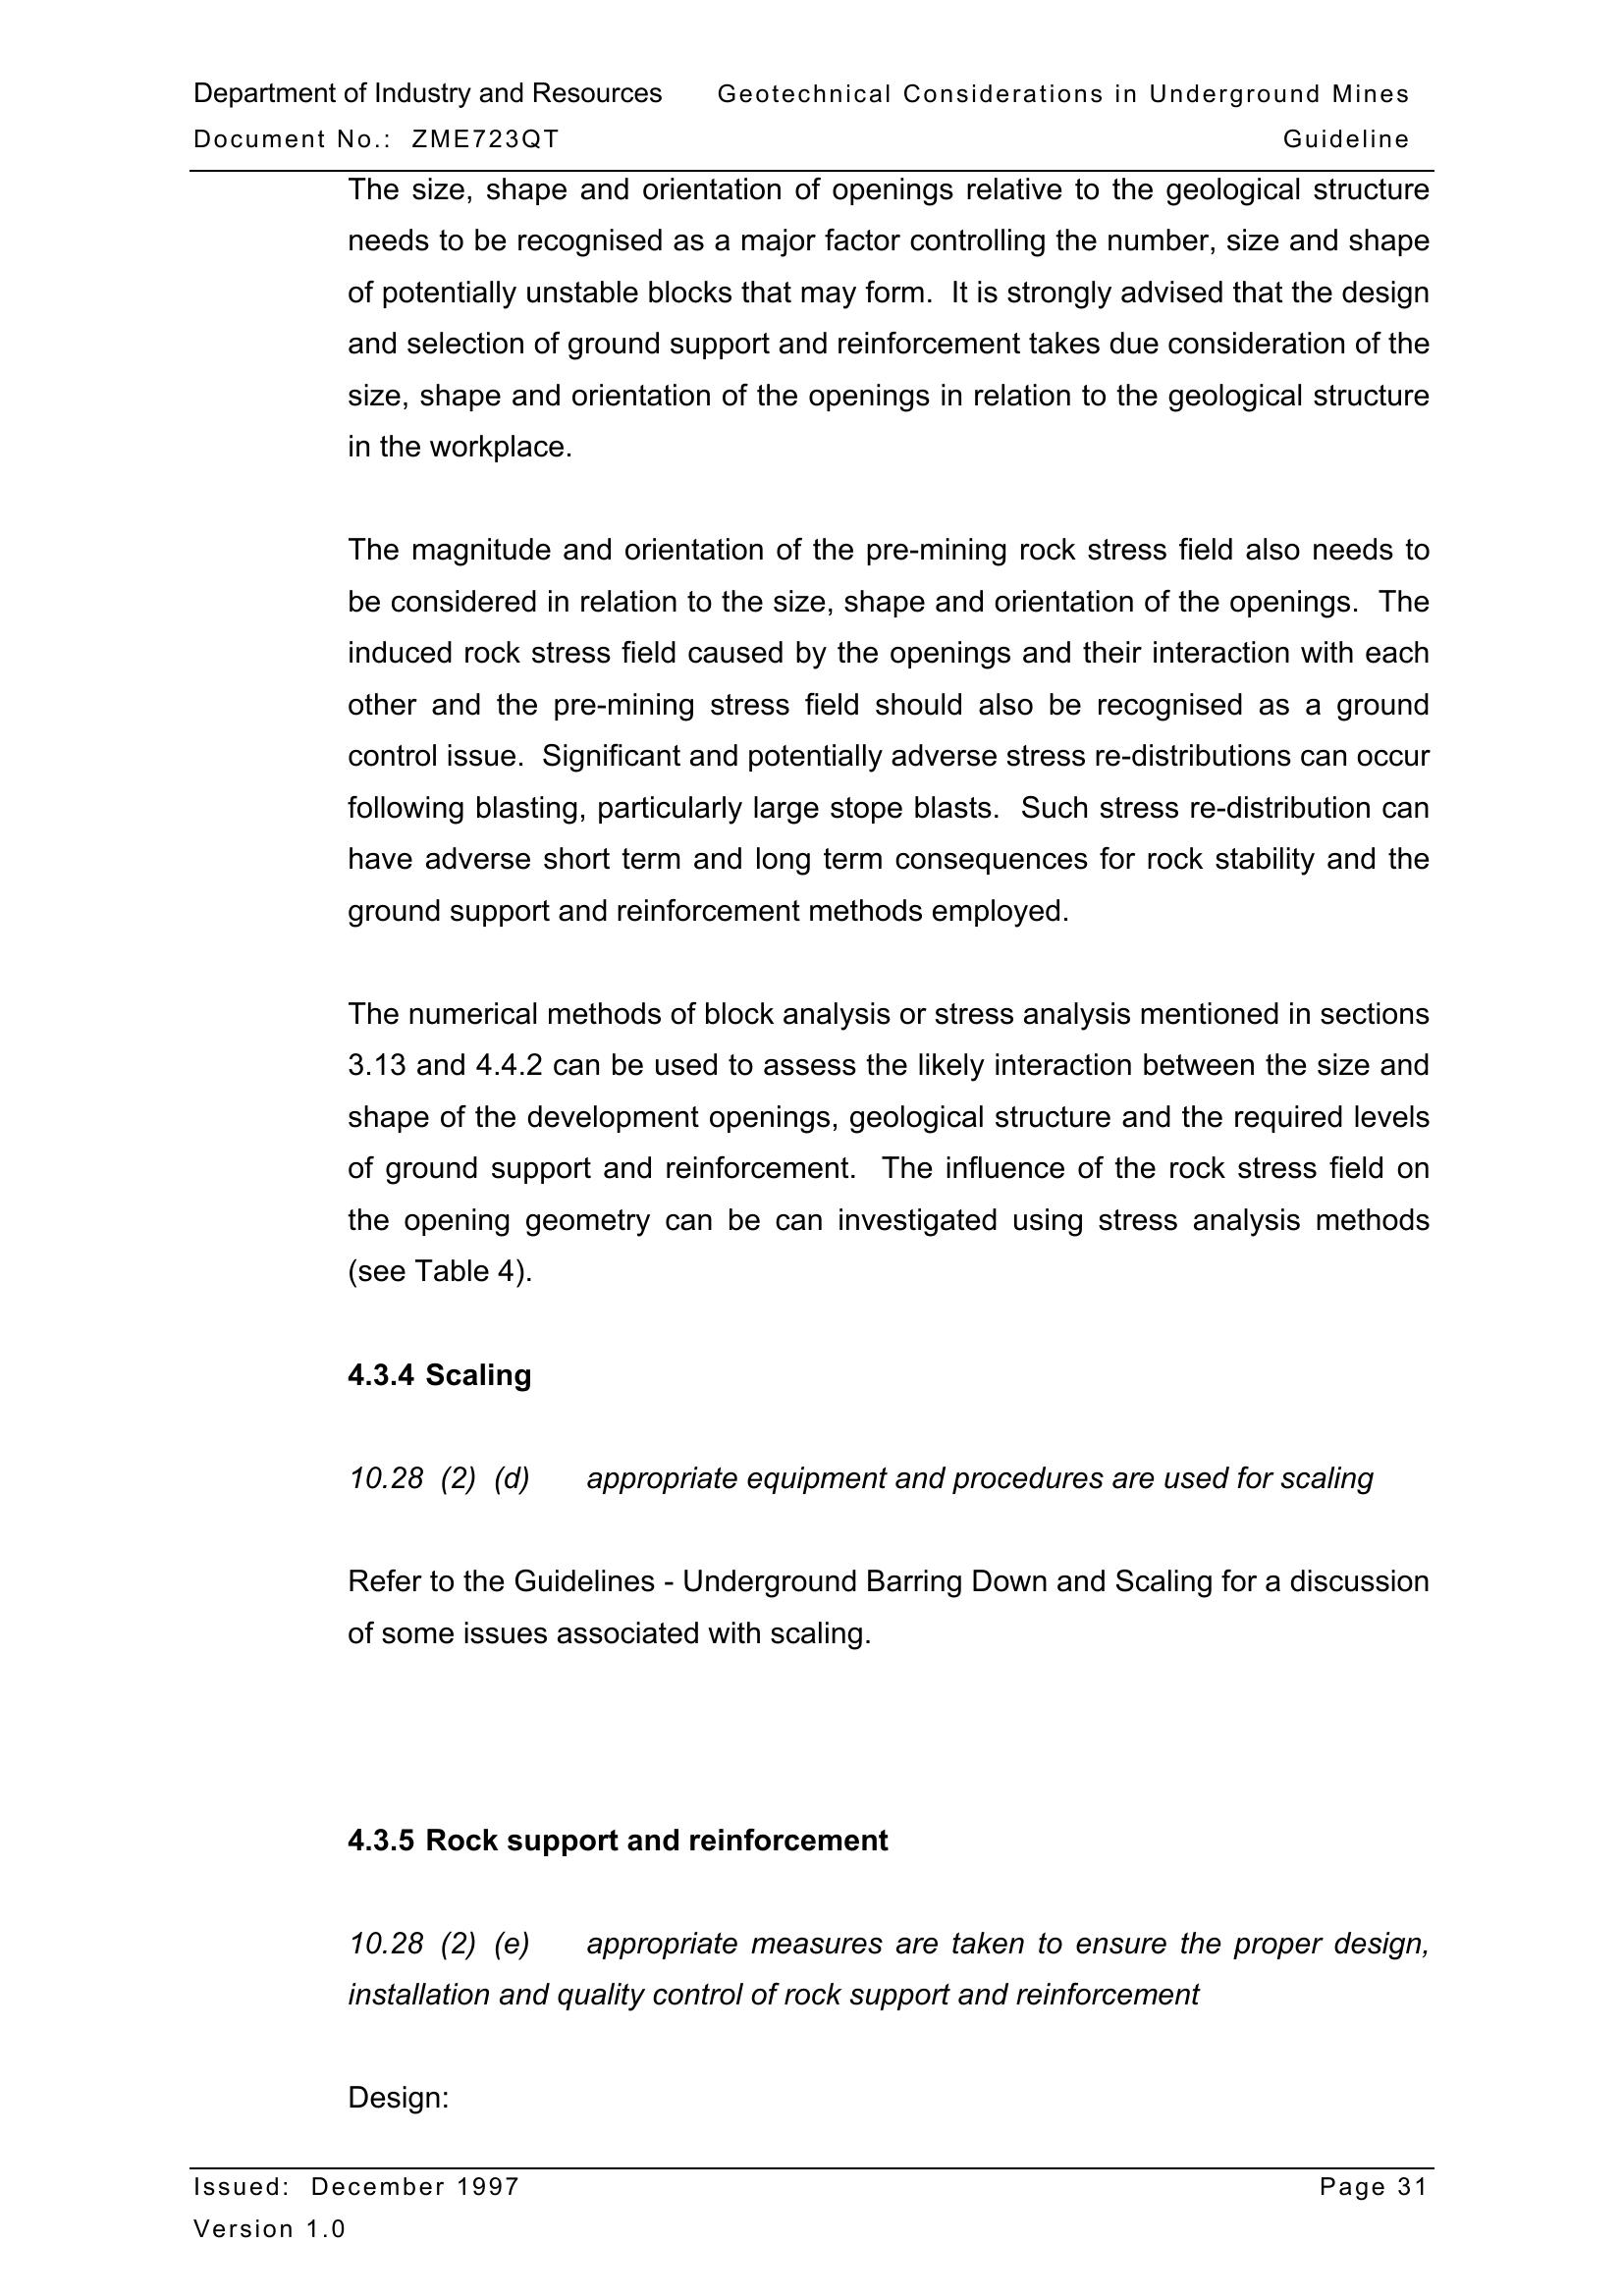 Department of Industry and Resources Geotechnical Considerations in Underground Mines
Document No.: ZME723QT Guideline
The size, shape and orientation of openings relative to the geological structure
needs to be recognised as a major factor controlling the number, size and shape
of potentially unstable blocks that may form. It is strongly advised that the design
and selection of ground support and reinforcement takes due consideration of the
size, shape and orientation of the openings in relation to the geological structure
in the workplace.
The magnitude and orientation of the pre-mining rock stress field also needs to
be considered in relation to the size, shape and orientation of the openings. The
induced rock stress field caused by the openings and their interaction with each
other and the pre-mining stress field should also be recognised as a ground
control issue. Significant and potentially adverse stress re-distributions can occur
following blasting, particularly large stope blasts. Such stress re-distribution can
have adverse short term and long term consequences for rock stability and the
ground support and reinforcement methods employed.
The numerical methods of block analysis or stress analysis mentioned in sections
3.13 and 4.4.2 can be used to assess the likely interaction between the size and
shape of the development openings, geological structure and the required levels
of ground support and reinforcement. The influence of the rock stress field on
the opening geometry can be can investigated using stress analysis methods
(see Table 4).
4.3.4 Scaling
10.28 (2) (d) appropriate equipment and procedures are used for scaling
Refer to the Guidelines - Underground Barring Down and Scaling for a discussion
of some issues associated with scaling.
4.3.5 Rock support and reinforcement
10.28 (2) (e) appropriate measures are taken to ensure the proper design,
installation and quality control of rock support and reinforcement
Design:
Issued: December 1997 Page 31
Version 1.0